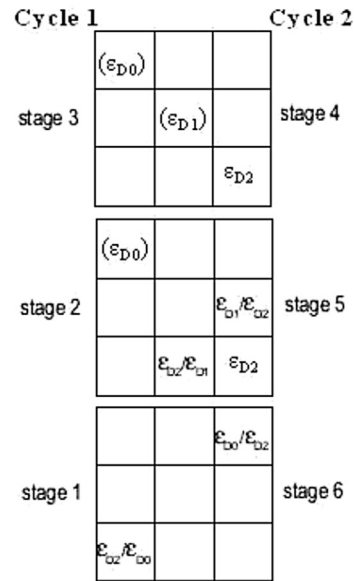 Cycle 1 Cycle 2
(εD0)
stage 3 (εD1) stage 4
εD2
(εD0)
stage 2 εD1/εD2 stage 5
εD2/εD1 εD2
εD0/εD2
stage 1 stage 6
εD2/εD0